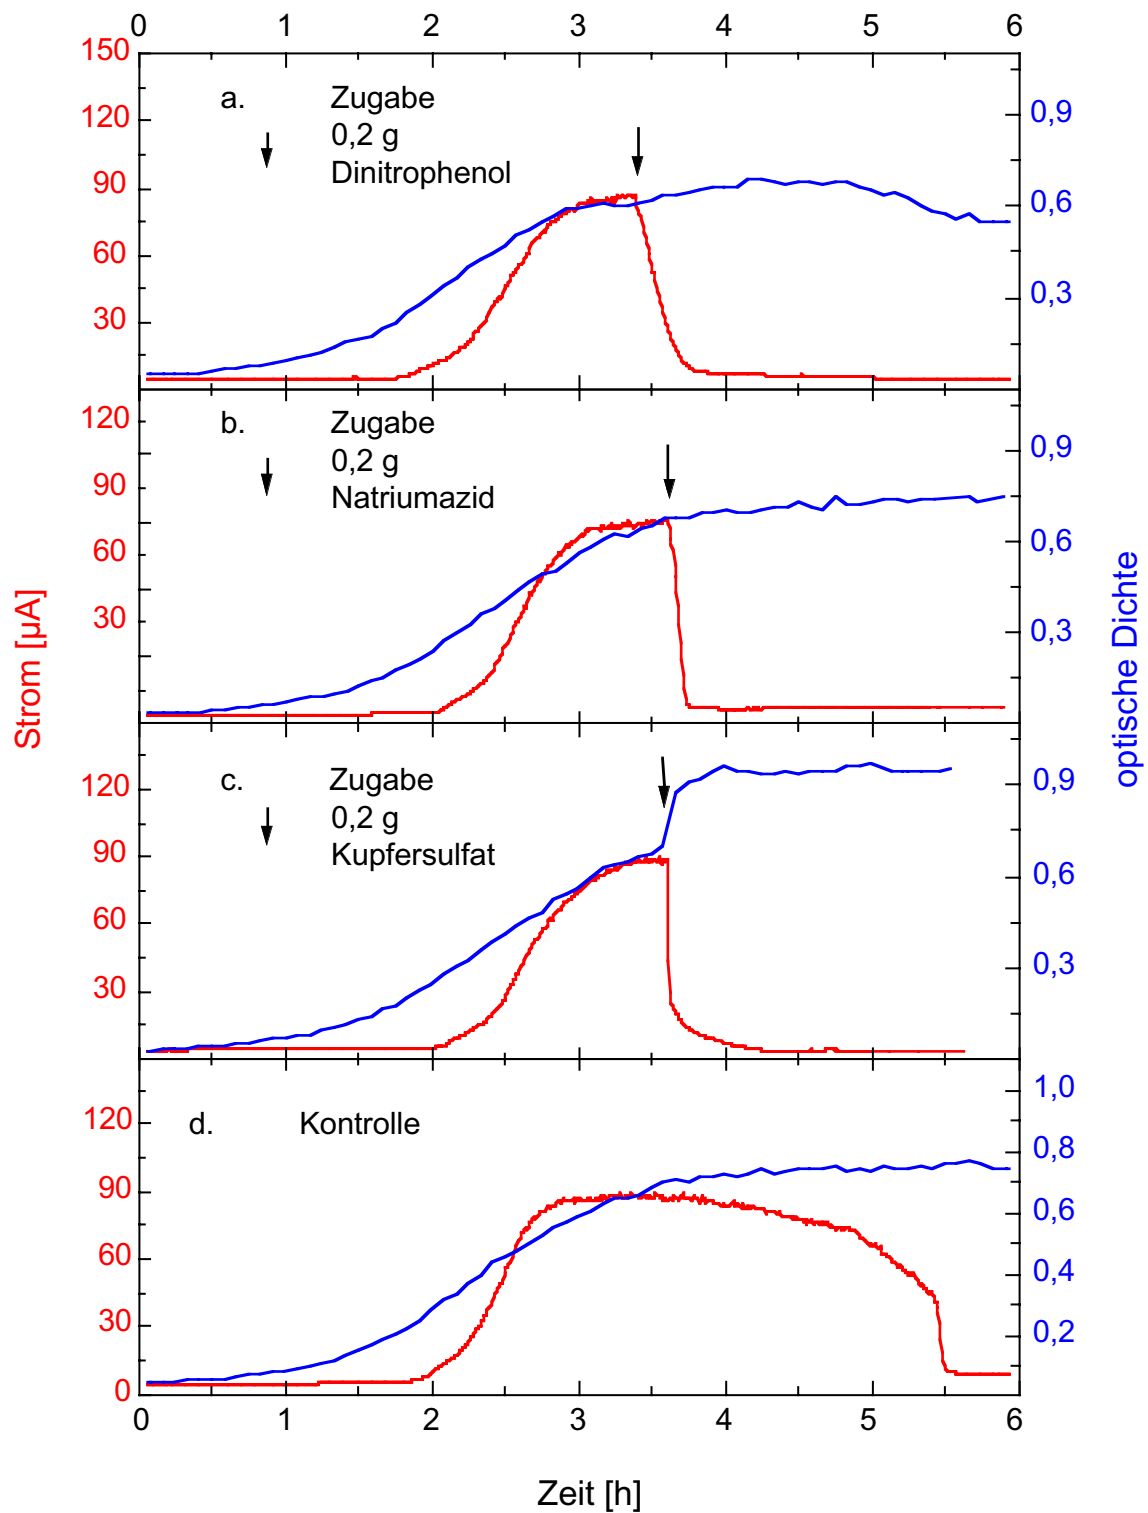 0 1 2 3 4 5 6
150
a. Zugabe
0,2 g
Dinitrophenol
120
90
60
30
0,9
0,6
0,3
b. Zugabe
0,2 g
Natriumazid
120
90
60
30
0,9
0,6
0,3
Strom [µA]
optische Dichte
c. Zugabe
0,2 g
Kupfersulfat
120
90
60
30
0,9
0,6
0,3
d. Kontrolle
120
90
60
30
0
1,0
0,8
0,6
0,4
0,2
0 1 2 3 4 5 6
Zeit [h]